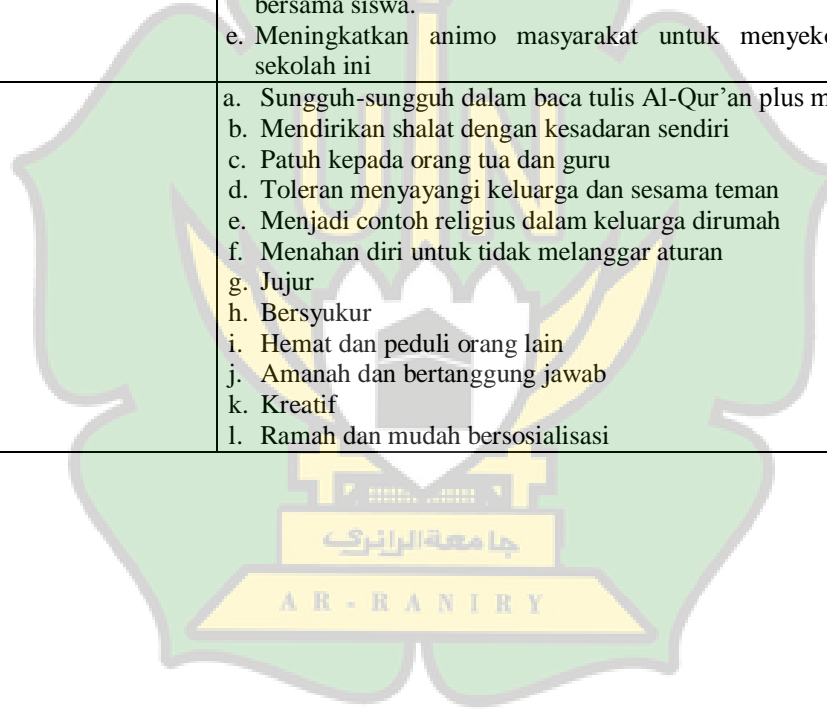 bersama siswa.
e. Meningkatkan animo masyarakat untuk
sekolah ini
a. Sungguh-sungguh dalam baca tulis Al-Qur’an plus
b. Mendirikan shalat dengan kesadaran sendiri
c. Patuh kepada orang tua dan guru
d. Toleran menyayangi keluarga dan sesama teman
e. Menjadi contoh religius dalam keluarga dirumah
f. Menahan diri untuk tidak melanggar aturan
g. Jujur
h. Bersyukur
i. Hemat dan peduli orang lain
j. Amanah dan bertanggung jawab
k. Kreatif
l. Ramah dan mudah bersosialisasi
UIN
جامعة الرانري
AR-RANIRY